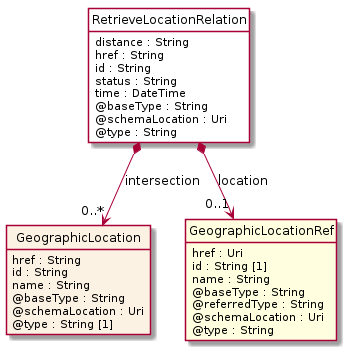 RetrieveLocationRelation
distance : String
href : String
id : String
status : String
time : DateTime
@baseType : String
@schemaLocation : Uri
@type : String
intersection
location
0..*
0..1
GeographicLocation
href : String
id : String
name : String
@baseType : String
@schemaLocation : Uri
@type : String [1]
GeographicLocationRef
href : Uri
id : String [1]
name : String
@baseType : String
@referredType : String
@schemaLocation : Uri
@type : String